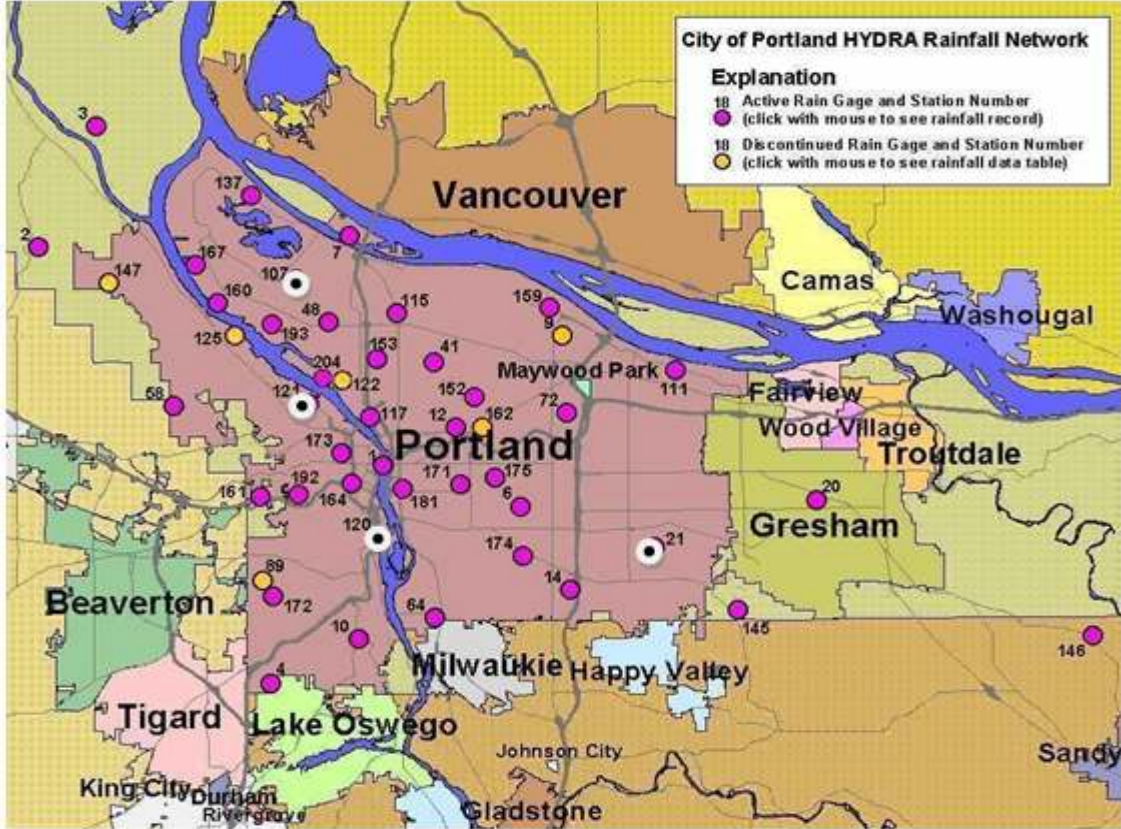 City of Portland HYDRA Rainfall Network
Explanation
18 Active Rain Gage and Station Number
(click with mouse to see rainfall record)
18 Discontinued Rain Gage and Station Number
(click with mouse to see rainfall data table)
3
137
Vancouver
2
7
167
147
107
Camas
160
48
115
159
9
Washougal
125
193
153
41
204
122
Maywood Park
111
121
Fairview
58
152
72
117
12
162
Wood Village
173
Portland
Troutdale
1
171
175
161
192
164
181
6
20
120
Gresham
174
21
89
14
Beaverton
172
64
145
10
146
4
Milwaukie
Happy Valley
Tigard
Lake Oswego
Johnson City
Sandy
King City
Durham
Rivergrove
Gladstone